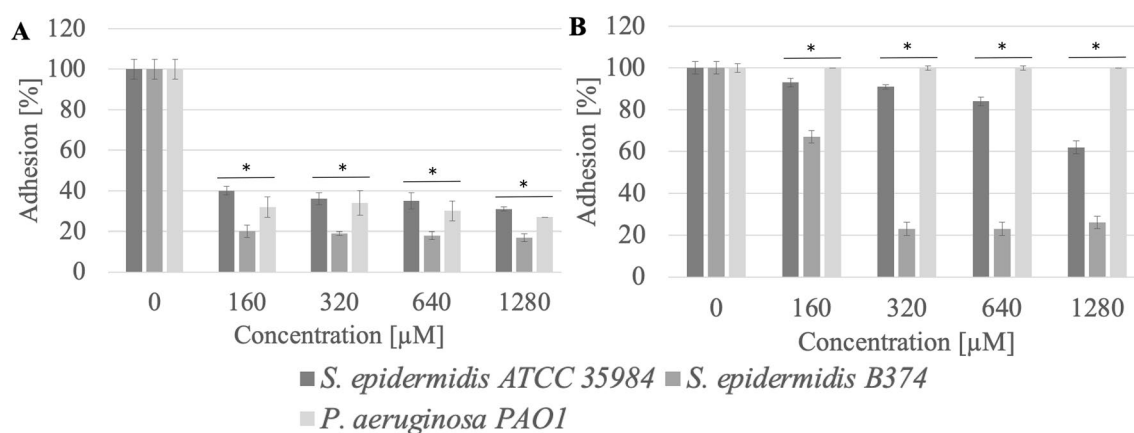 A
120
100
80
60
40
20
0
Adhesion [%]
* * * *
0 160 320 640 1280
Concentration [µM]
B
120
100
80
60
40
20
0
Adhesion [%]
* * * *
0 160 320 640 1280
Concentration [µM]
S. epidermidis ATCC 35984 S. epidermidis B374
P. aeruginosa PAO1